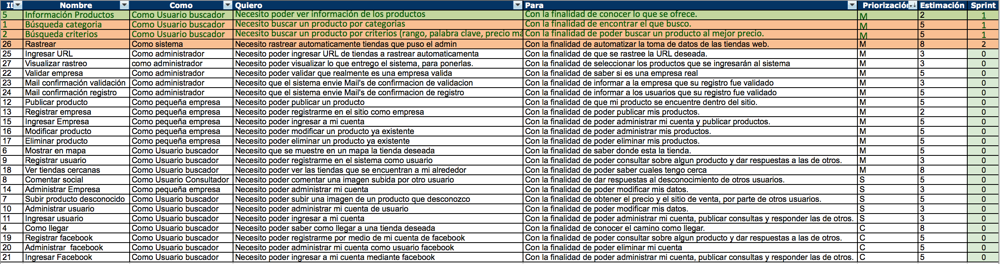 ID Nombre Como Quiero Para Priorización Estimación Sprint
5 Información Productos Como Usuario buscador Necesito poder ver información de los productos Con la finalidad de conocer lo que se ofrece. M 2 1
1 Búsqueda categoria Como Usuario buscador Necesito buscar un producto por categorias Con la finalidad de encontrar el que busco. M 5 1
2 Búsqueda criterios Como Usuario buscador Necesito buscar un producto por criterios (rango, palabra clave, precio má Con la finalidad de poder buscar un producto al mejor precio. M 5 1
26 Rastrear Como sistema Necesito rastrear automaticamente tiendas que puso el admin Con la finalidad de automatizar la toma de datos de las tiendas web. M 8 2
25 Ingresar URL Como administrador Necesito poder ingresar URL de tiendas a rastrear automaticamenta Con la finalidad de que se rastree la URL deseada. M 3 0
27 Visualizar rastreo como administrador Necesito poder visualizar lo que entrego el sistema, para ponerlas. Con la finalidad de seleccionar los productos que se ingresarán al sistema M 3 0
22 Validar empresa Como administrador Necesito poder validar que realmente es una empresa valida Con la finalidad de saber si es una empresa real M 5 0
23 Mail confirmación validación Como administrador Necesito que el sistema envie Mail's de confirmacion de validacion Con la finalidad de informar a la empresa que su registro fue validado M 3 0
24 Mail confirmación registro Como administrador Necesito que el sistema envie Mail's de confirmacion de registro Con la finalidad de informar a los usuarios que su registro fue validado M 5 0
12 Publicar producto Como pequeña empresa Necesito poder publicar un producto Con la finalidad de que mi producto se encuentre dentro del sitio. M 5 0
13 Registrar empresa Como pequeña empresa Necesito poder registrarme en el sitio como empresa Con la finalidad de poder publicar mis productos. M 2 0
15 Ingresar Empresa Como pequeña empresa Necesito poder ingresar a mi cuenta Con la finalidad de poder administrar mi cuenta y publicar productos. M 5 0
16 Modificar producto Como pequeña empresa Necesito poder modificar un producto ya existente Con la finalidad de poder administrar mis productos. M 5 0
17 Eliminar producto Como pequeña empresa Necesito poder eliminar un producto ya existente Con la finalidad de poder eliminar mis productos. M 5 0
6 Mostrar en mapa Como Usuario buscador Necesito que se muestre en un mapa la tienda deseada Con la finalidad de saber donde esta la tienda. M 5 0
9 Registrar usuario Como Usuario buscador Necesito poder registrarme en el sistema como usuario Con la finalidad de poder consultar sobre algun producto y dar respuestas a las de otros. M 3 0
18 Ver tiendas cercanas Como Usuario buscador Necesito poder ver las tiendas que se encuentran a mi alrededor Con la finalidad de poder saber cuales tengo cerca M 8 0
8 Comentar social Como Usuario Consultador Necesito poder comentar una imagen subida por otro usuario Con la finalidad de dar respuestas al desconocimiento de otros usuarios. S 5 0
14 Administrar Empresa Como pequeña empresa Necesito poder administrar mi cuenta Con la finalidad de poder modificar mis datos. S 3 0
7 Subir producto desconocido Como Usuario buscador Necesito poder subir una imagen de un producto que desconozco Con la finalidad de obtener el precio y el sitio de venta, por parte de otros usuarios. S 5 0
10 Administrar usuario Como Usuario buscador Necesito poder administrar mi cuenta de usuario Con la finalidad de poder modificar mis datos. S 3 0
11 Ingresar usuario Como Usuario buscador Necesito poder ingresar a mi cuenta Con la finalidad de poder administrar mi cuenta, publicar consultas y responder las de otros. S 3 0
4 Como llegar Como Usuario buscador Necesito poder saber como llegar a una tienda deseada Con la finalidad de conocer el camino como llegar. C 8 0
19 Registrar facebook Como Usuario buscador Necesito poder registrarme por medio de mi cuenta de facebook Con la finalidad de poder consultar sobre algun producto y dar respuestas a las de otros. C 5 0
20 Administrar facebook Como Usuario buscador Necesito poder administrar mi cuenta como usuario facebook Con la finalidad de poder eliminar mi cuenta C 5 0
21 Ingresar Facebook Como Usuario buscador Necesito poder ingresar a mi cuenta mediante facebook Con la finalidad de poder administrar mi cuenta, publicar consultas y responder las de otros. C 5 0